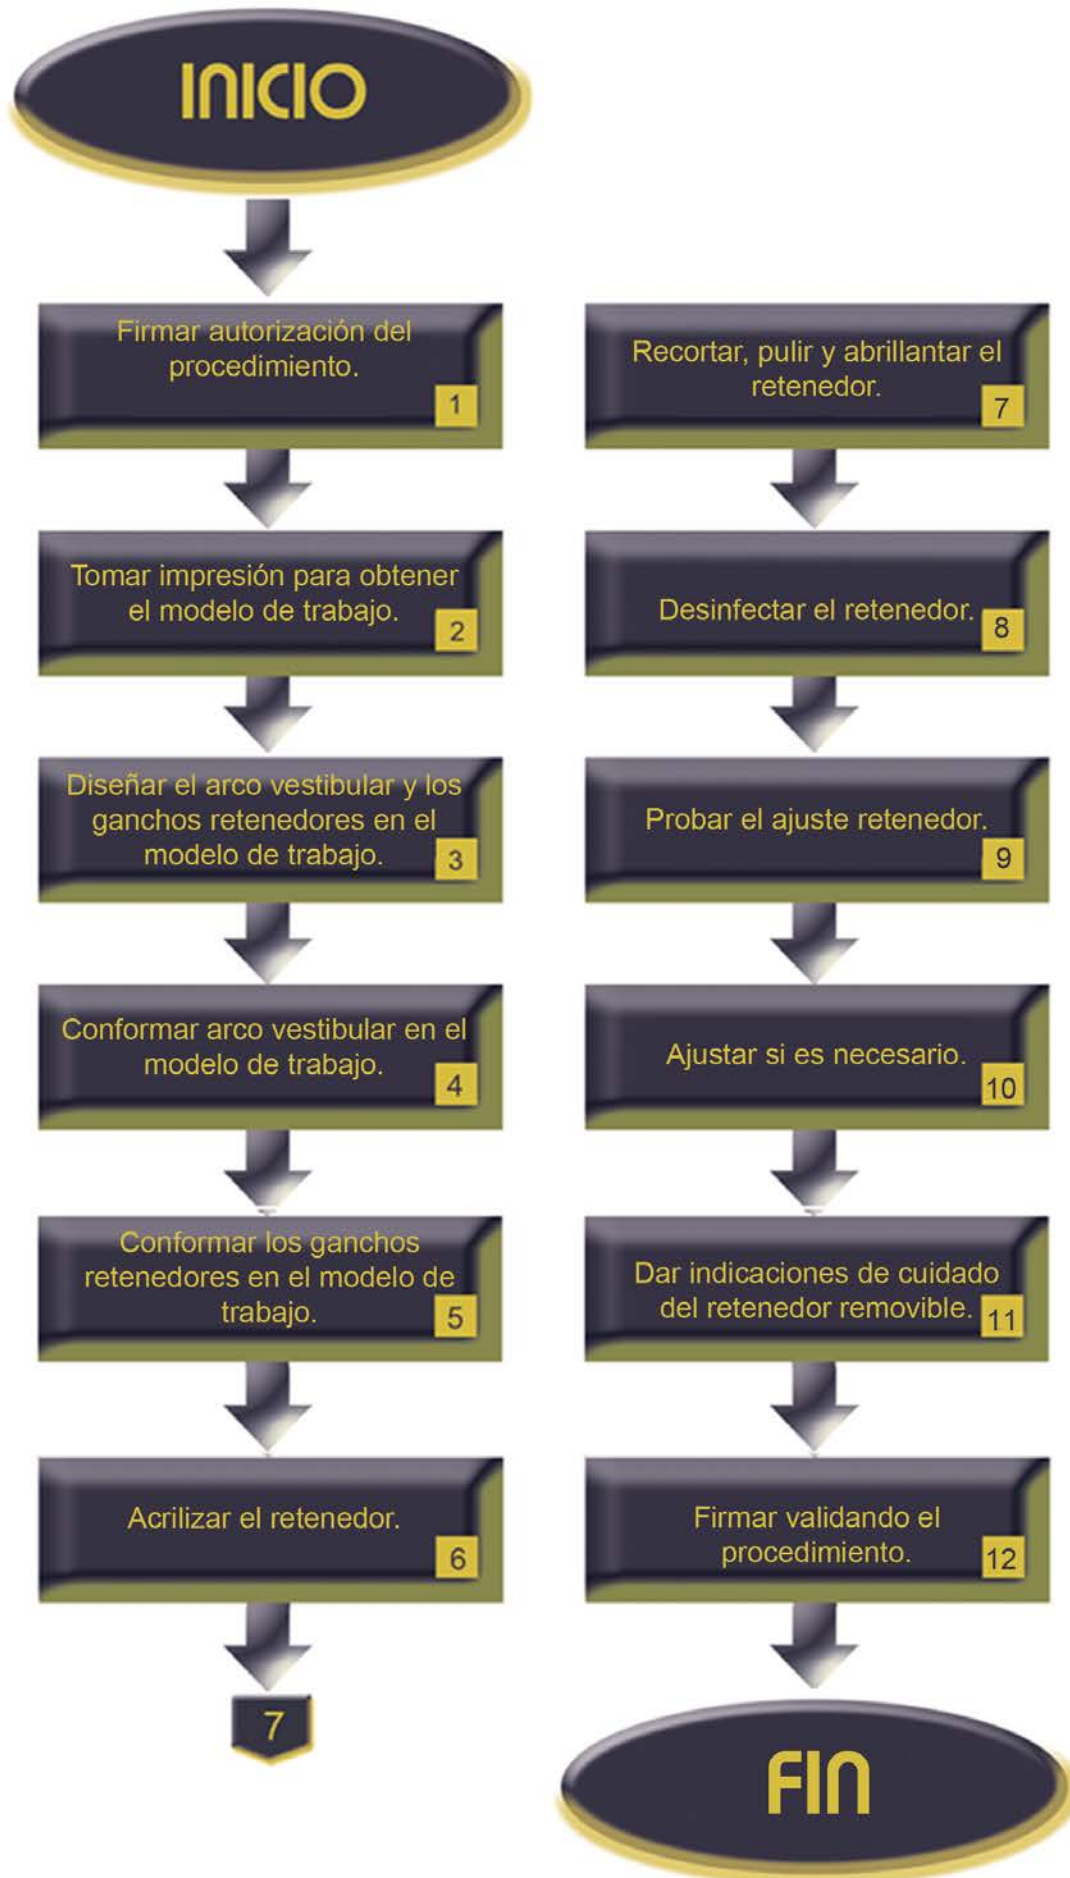 INICIO
Firmar autorización del
procedimiento.
1
Tomar impresión para obtener
el modelo de trabajo.
2
Diseñar el arco vestibular y los
ganchos retenedores en el
modelo de trabajo.
3
Conformar arco vestibular en el
modelo de trabajo.
4
Conformar los ganchos
retenedores en el modelo de
trabajo.
5
Acrilizar el retenedor.
6
7
Recortar, pulir y abrillantar el
retenedor.
7
Desinfectar el retenedor.
8
Probar el ajuste retenedor.
9
Ajustar si es necesario.
10
Dar indicaciones de cuidado
del retenedor removible.
11
Firmar validando el
procedimiento.
12
FIN